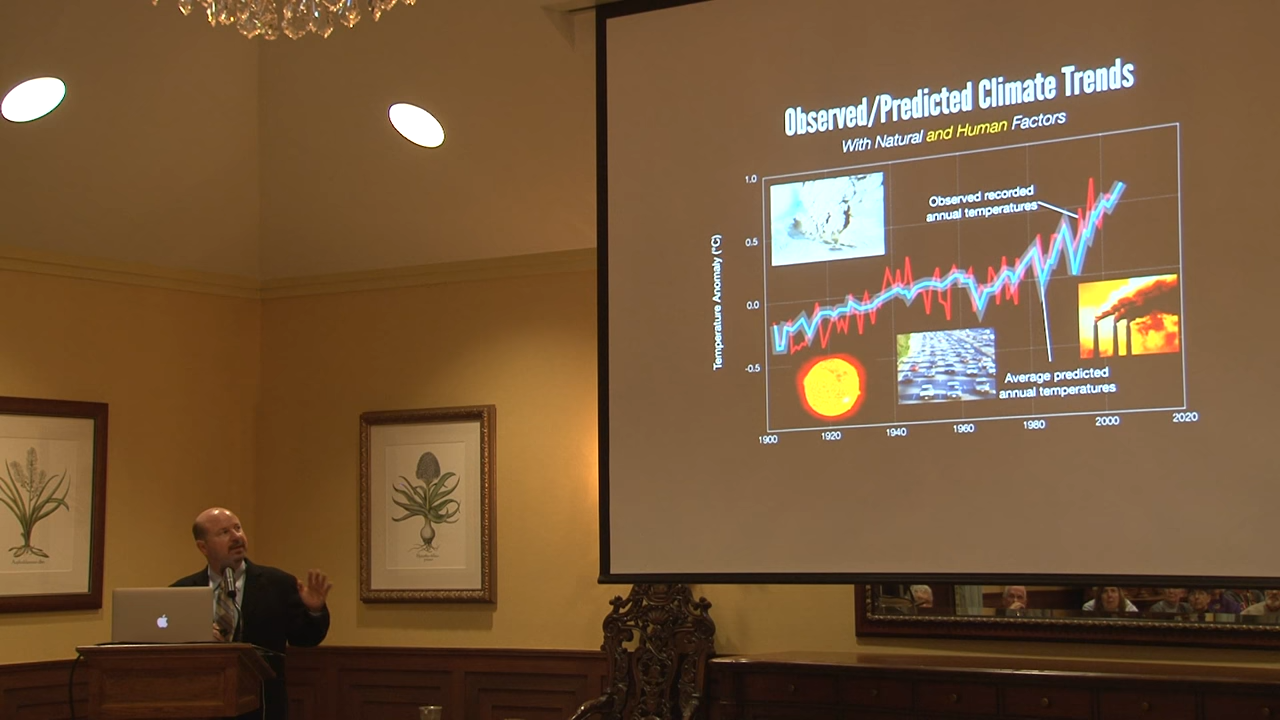 Observed/Predicted Climate Trends
With Natural and Human Factors
1.0
0.5
0.0
-0.5
Temperature Anomaly (°C)
Observed recorded
annual temperatures
Average predicted
annual temperatures
1900
1920
1940
1960
1980
2000
2020